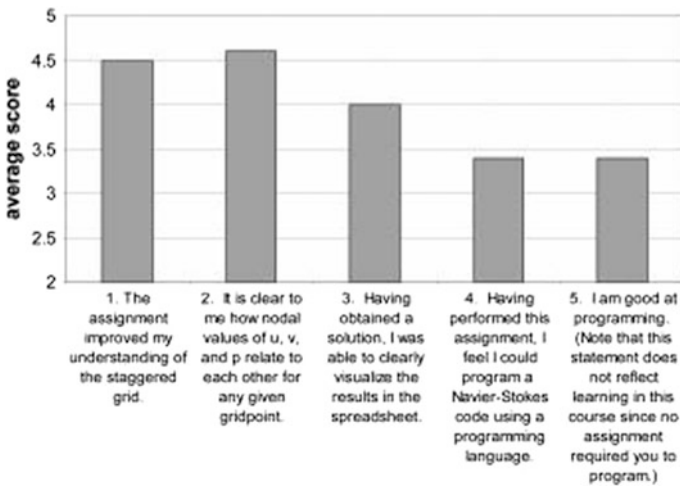 5
4.5
4
3.5
3
2.5
2
average score
1. The
assignment
improved my
understanding of
the staggered
grid.
2. It is clear to
me how nodal
values of u, v,
and p relate to
each other for
any given
gridpoint.
3. Having
obtained a
solution, I was
able to clearly
visualize the
results in the
spreadsheet.
4. Having
performed this
assignment, I
feel I could
program a
Navier-Stokes
code using a
programming
language.
5. I am good at
programming.
(Note that this
statement does
not reflect
learning in this
course since no
assignment
required you to
program.)